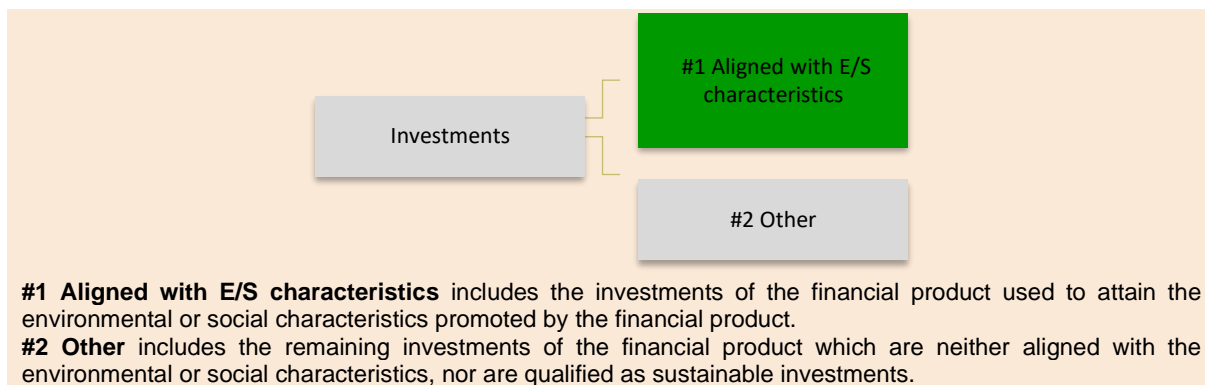 #1 Aligned with E/S
characteristics
Investments
#2 Other
#1 Aligned with E/S characteristics includes the investments of the financial product used to attain the
environmental or social characteristics promoted by the financial product.
#2 Other includes the remaining investments of the financial product which are neither aligned with the
environmental or social characteristics, nor are qualified as sustainable investments.